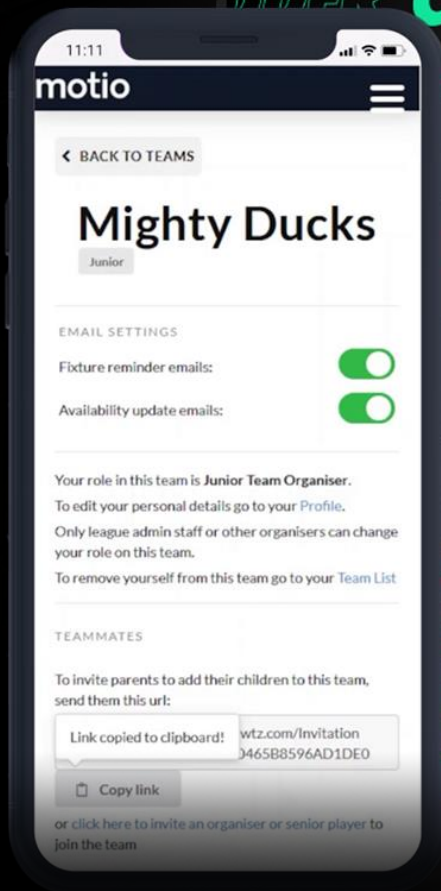 11:11
motio
BACK TO TEAMS
Mighty Ducks
Junior
EMAIL SETTINGS
Fixture reminder emails:
Availability update emails:
Your role in this team is Junior Team Organiser.
To edit your personal details go to your Profile.
Only league admin staff or other organisers can change
your role on this team.
To remove yourself from this team go to your Team List
TEAMMATES
To invite parents to add their children to this team,
send them this url:
Link copied to clipboard!
wtz.com/Invitation
0465B8596AD1DE0
Copy link
or click here to invite an organiser or senior player to
join the team